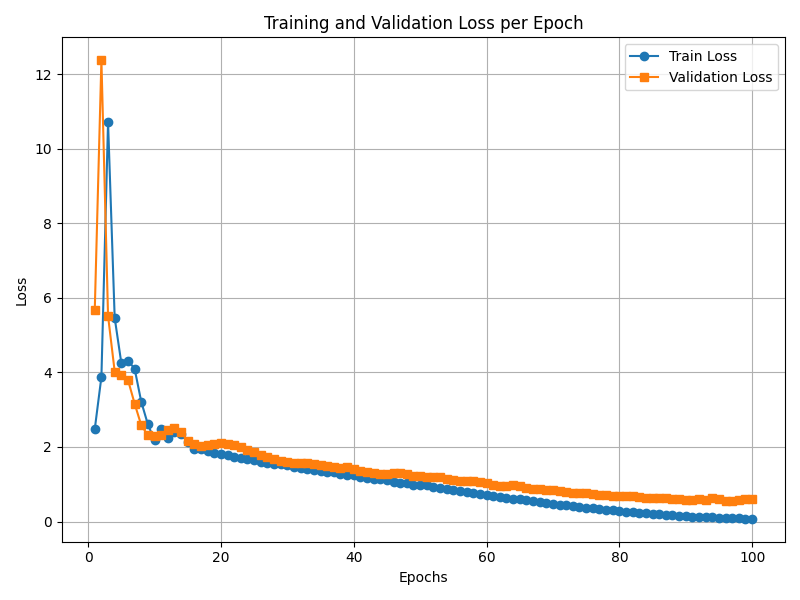 Training and Validation Loss per Epoch
Train Loss
Validation Loss
12
10
8
6
4
2
0
Loss
0 20 40 60 80 100
Epochs